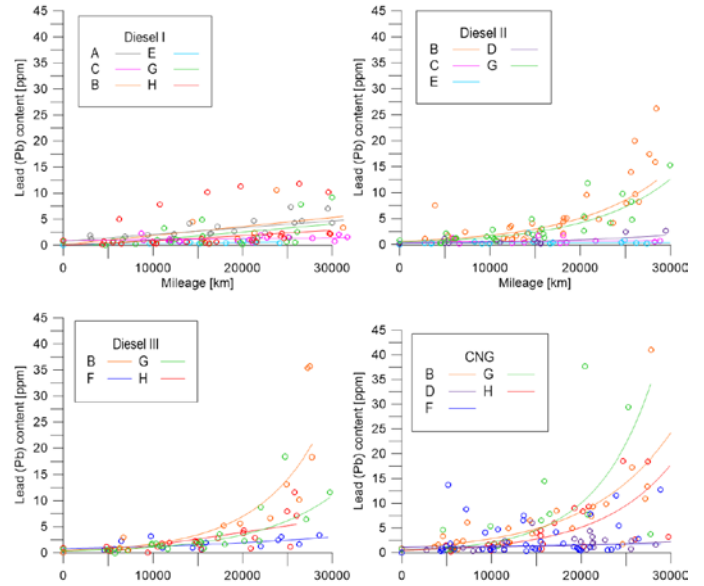 Diesel I
A E
C G
B H
Lead (Pb) content [ppm]
45
40
35
30
25
20
15
10
5
0
0 10000 20000 30000
Mileage [km]
Diesel II
B D
C G
E
Lead (Pb) content [ppm]
45
40
35
30
25
20
15
10
5
0
0 10000 20000 30000
Mileage [km]
Diesel III
B G
F H
Lead (Pb) content [ppm]
45
40
35
30
25
20
15
10
5
0
0 10000 20000 30000
CNG
B G
D H
F
Lead (Pb) content [ppm]
45
40
35
30
25
20
15
10
5
0
0 10000 20000 30000